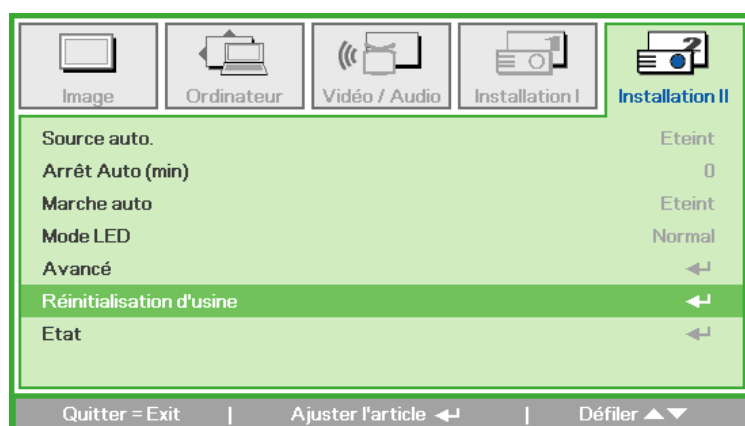 Image Ordinateur Vidéo / Audio Installation I Installation II
Source auto. Eteint
Arrêt Auto (min) 0
Marche auto Eteint
Mode LED Normal
Avancé
Réinitialisation d'usine
Etat
Quitter = Exit | Ajuster l'article | Défiler